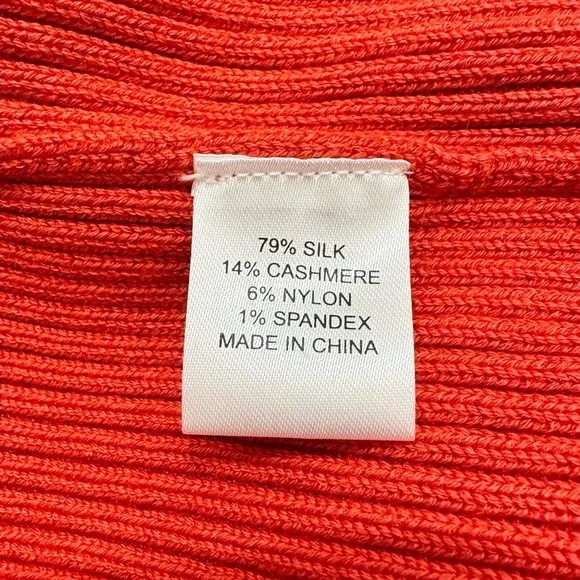 79% SILK
14% CASHMERE
6% NYLON
1% SPANDEX
MADE IN CHINA